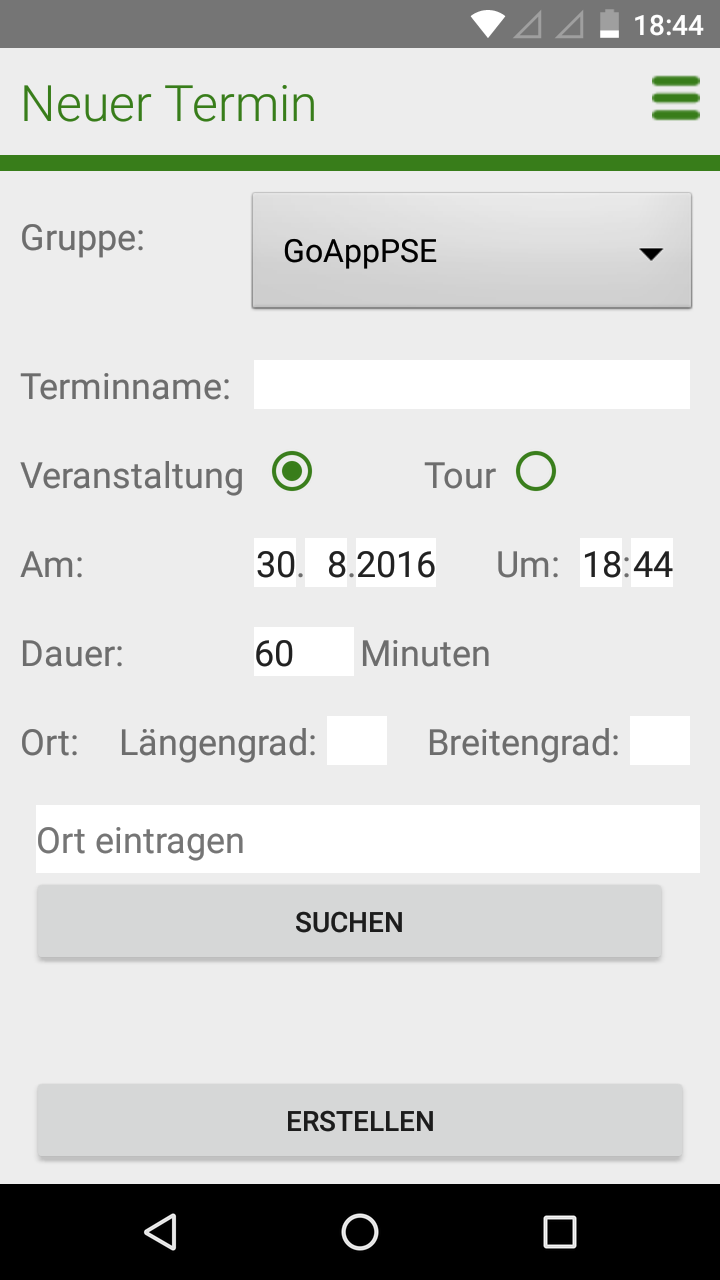 18:44
Neuer Termin
Gruppe: GoAppPSE
Terminname:
Veranstaltung Tour
Am: 30. 8.2016 Um: 18:44
Dauer: 60 Minuten
Ort: Längengrad: Breitengrad:
Ort eintragen
SUCHEN
ERSTELLEN